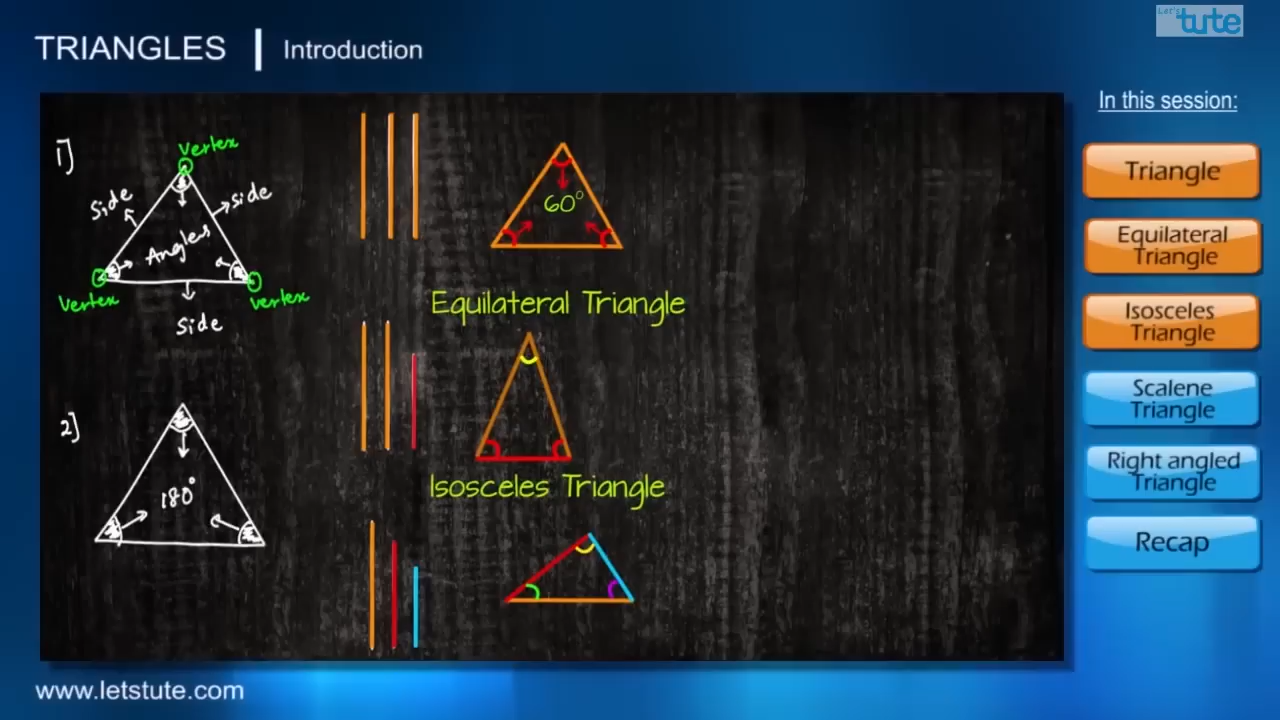 Let's
tute
TRIANGLES | Introduction
In this session:
Triangle
Equilateral
Triangle
Isosceles
Triangle
Scalene
Triangle
Right angled
Triangle
Recap
1]
Vertex
Side
Side
Angles
Vertex
Vertex
Side
2]
180°
60°
Equilateral Triangle
Isosceles Triangle
www.letstute.com